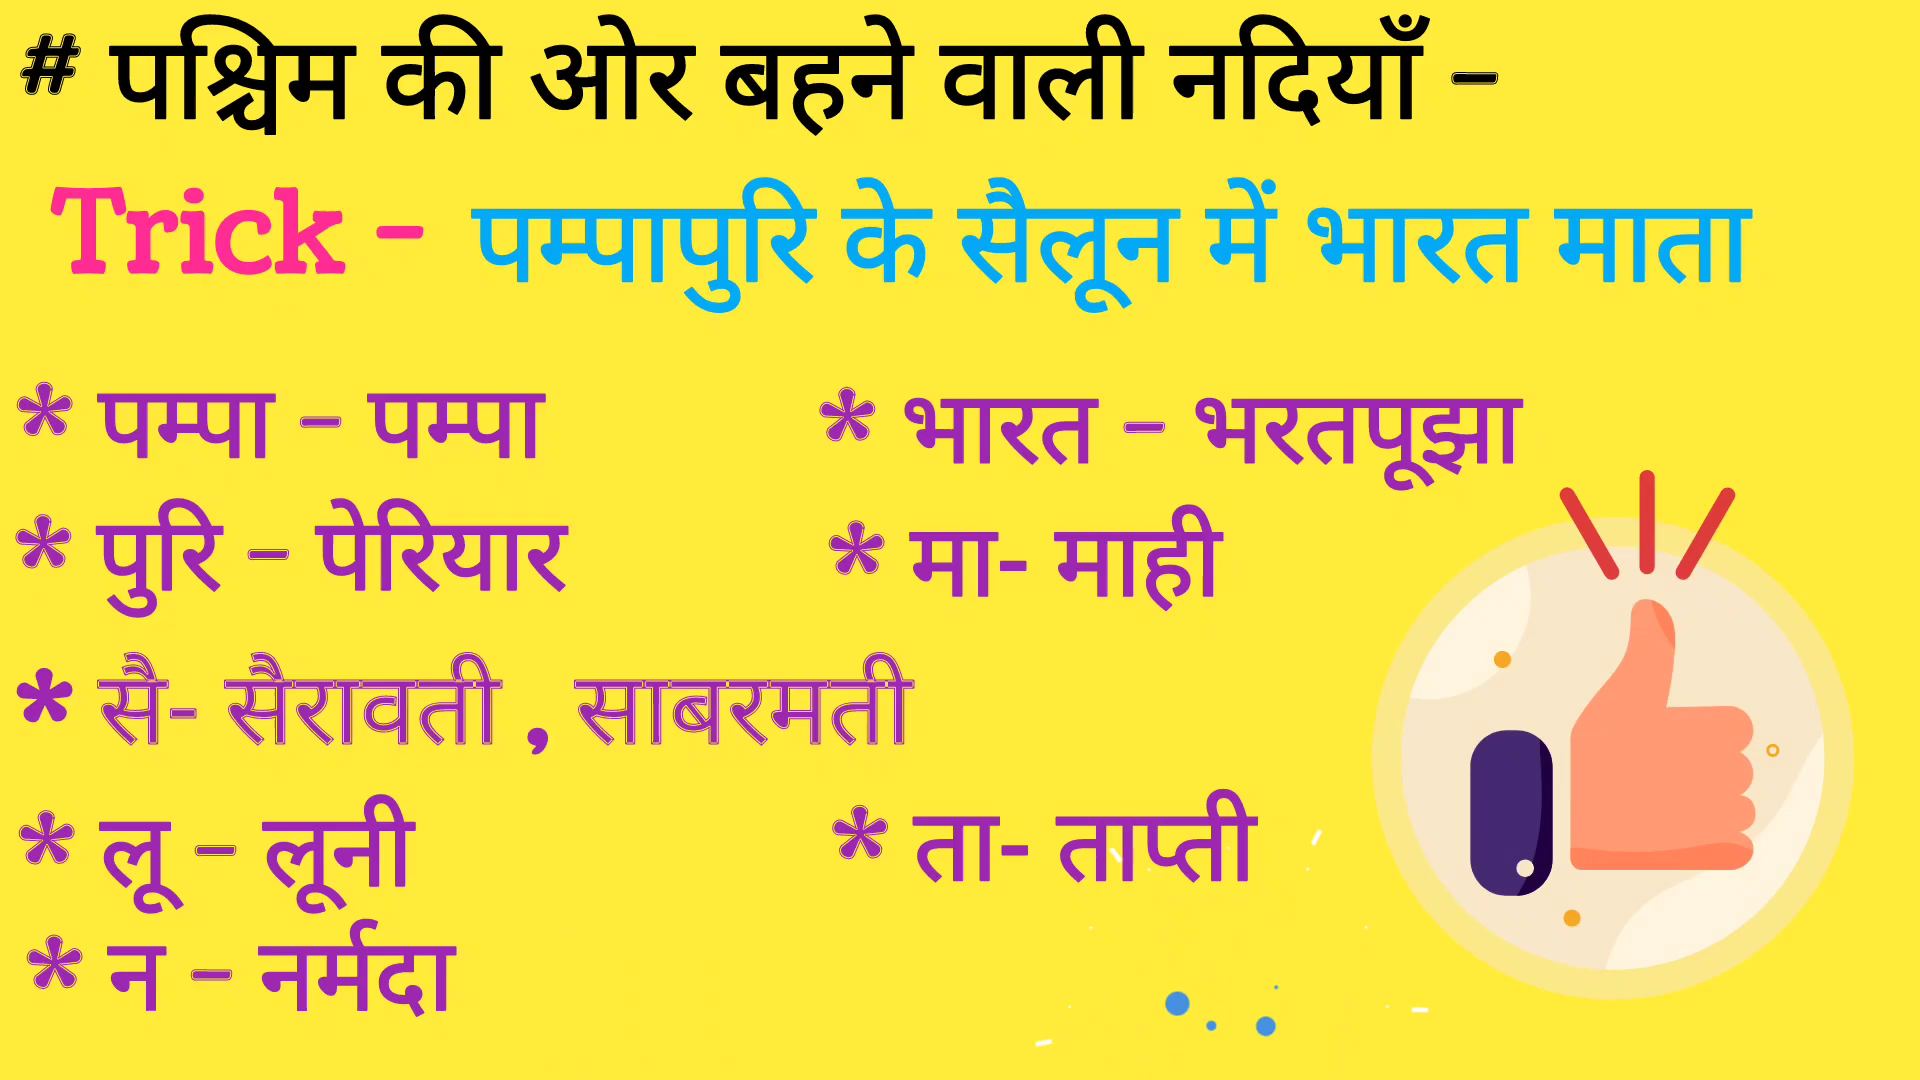 # पश्चिम की ओर बहने वाली नदियाँ -
Trick - पम्पापुरि के सैलून में भारत माता
* पम्पा - पम्पा
* पुरि - पेरियार
* सै- सैरावती , साबरमती
* लू - लूनी
* न - नर्मदा
* भारत - भरतपूझा
* मा- माही
* ता- ताप्ती